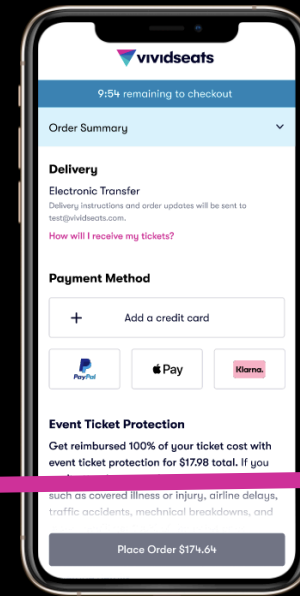 vividseats
9:54 remaining to checkout
Order Summary
Delivery
Electronic Transfer
Delivery instructions and order updates will be sent to
test@vividseats.com.
How will I receive my tickets?
Payment Method
+ Add a credit card
PayPal
Pay
Klarna.
Event Ticket Protection
Get reimbursed 100% of your ticket cost with
event ticket protection for $17.98 total. If you
such as covered illness or injury, airline delays,
traffic accidents, mechnical breakdowns, and
Place Order $174.64